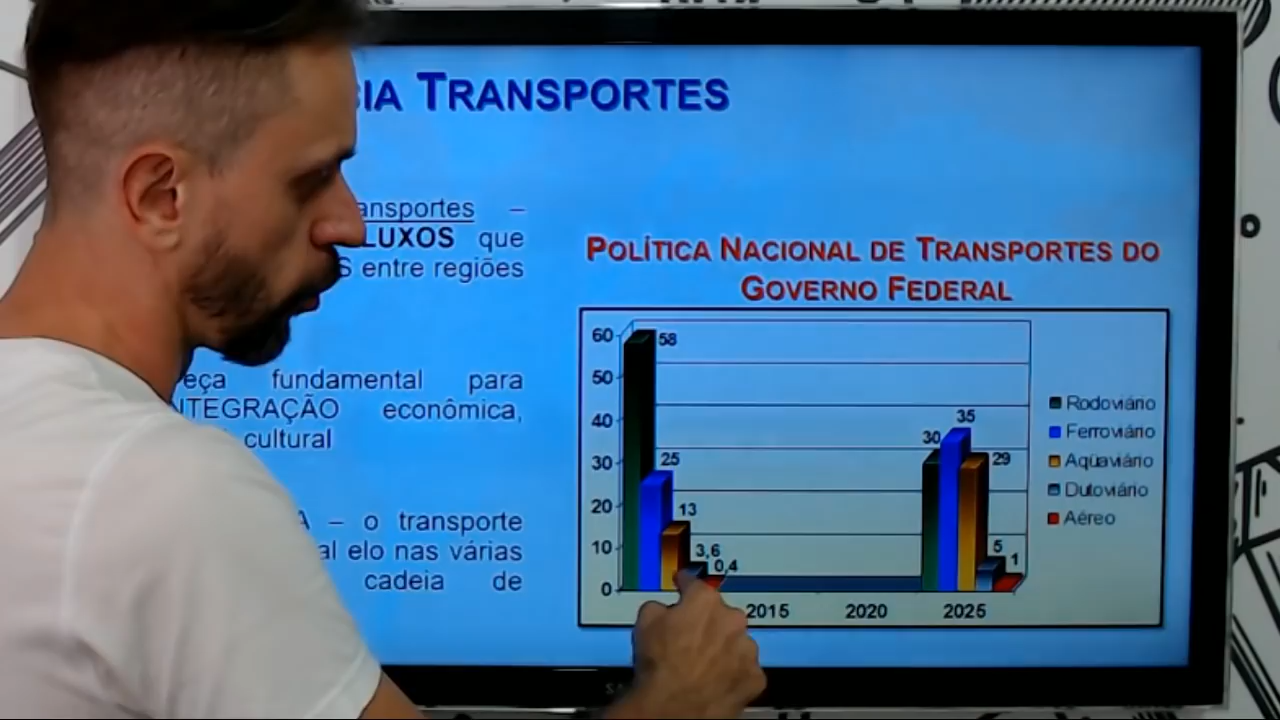 TRANSPORTES
ansportes –
LUXOS que
S entre regiões
eça fundamental para
NTEGRAÇÃO econômica,
cultural
A – o transporte
al elo nas várias
cadeia de
POLÍTICA NACIONAL DE TRANSPORTES DO
GOVERNO FEDERAL
60
50
40
30
20
10
0
58
25
13
3,6
0,4
30
35
29
5
1
2015
2020
2025
Rodoviário
Ferroviário
Aqüaviário
Dutoviário
Aéreo